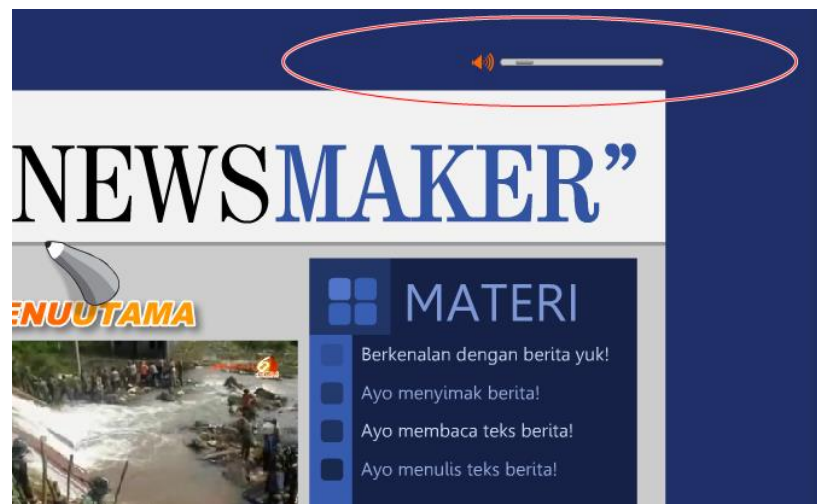 NEWSMAKER”
ENUUTAMA
MATERI
Berkenalan dengan berita yuk!
Ayo menyimak berita!
Ayo membaca teks berita!
Ayo menulis teks berita!